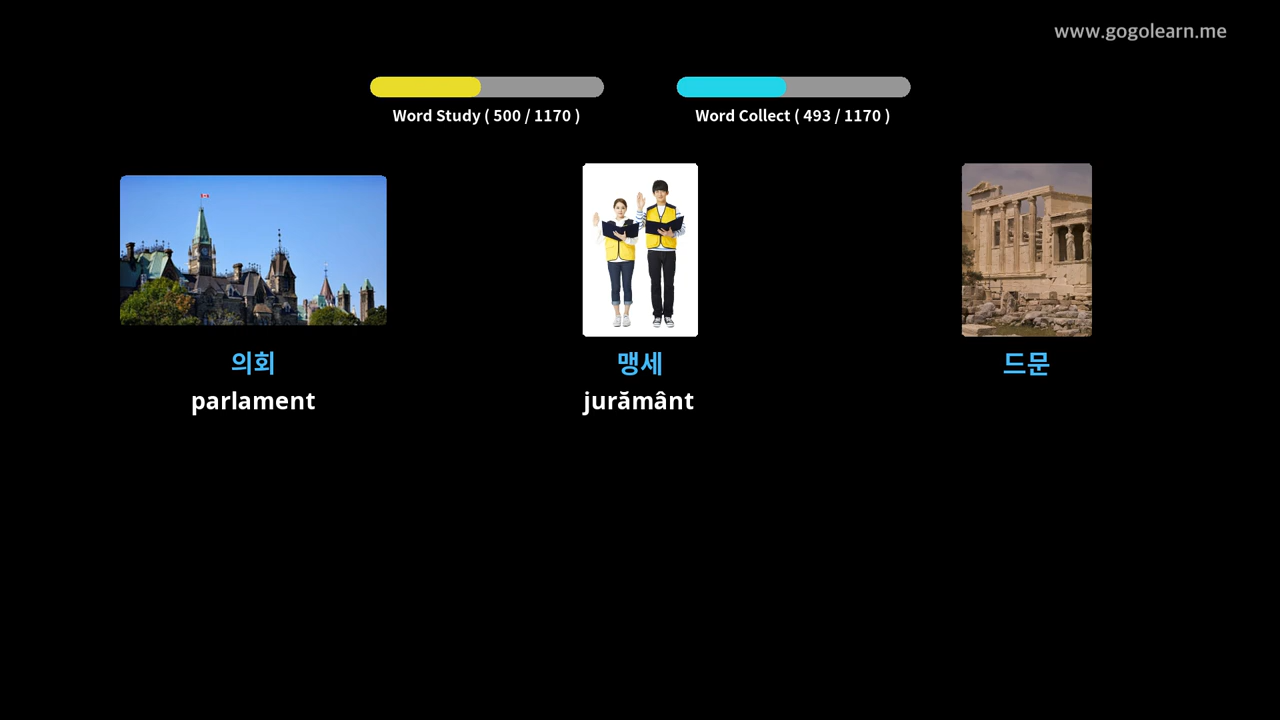 www.gogolearn.me
Word Study ( 500 / 1170 )
Word Collect ( 493 / 1170 )
의회
맹세
드문
parlament
jurământ